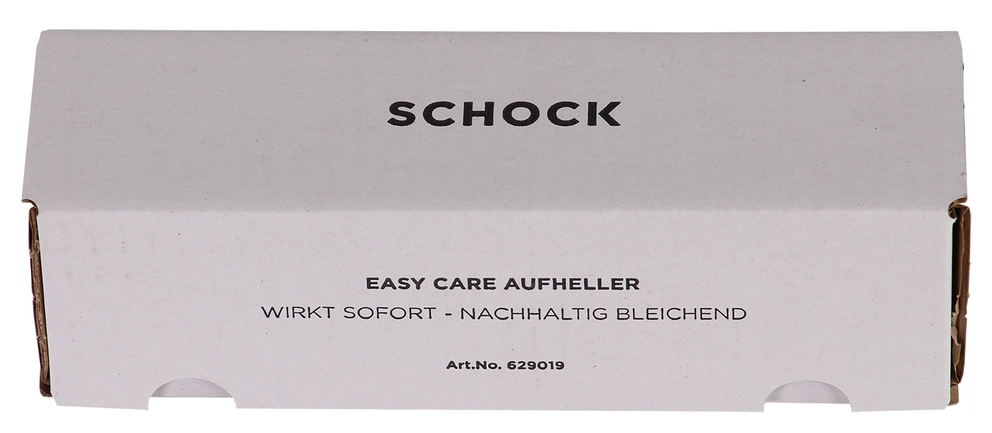 SCHOCK
EASY CARE AUFHELLER
WIRKT SOFORT - NACHHALTIG BLEICHEND
Art.No. 629019